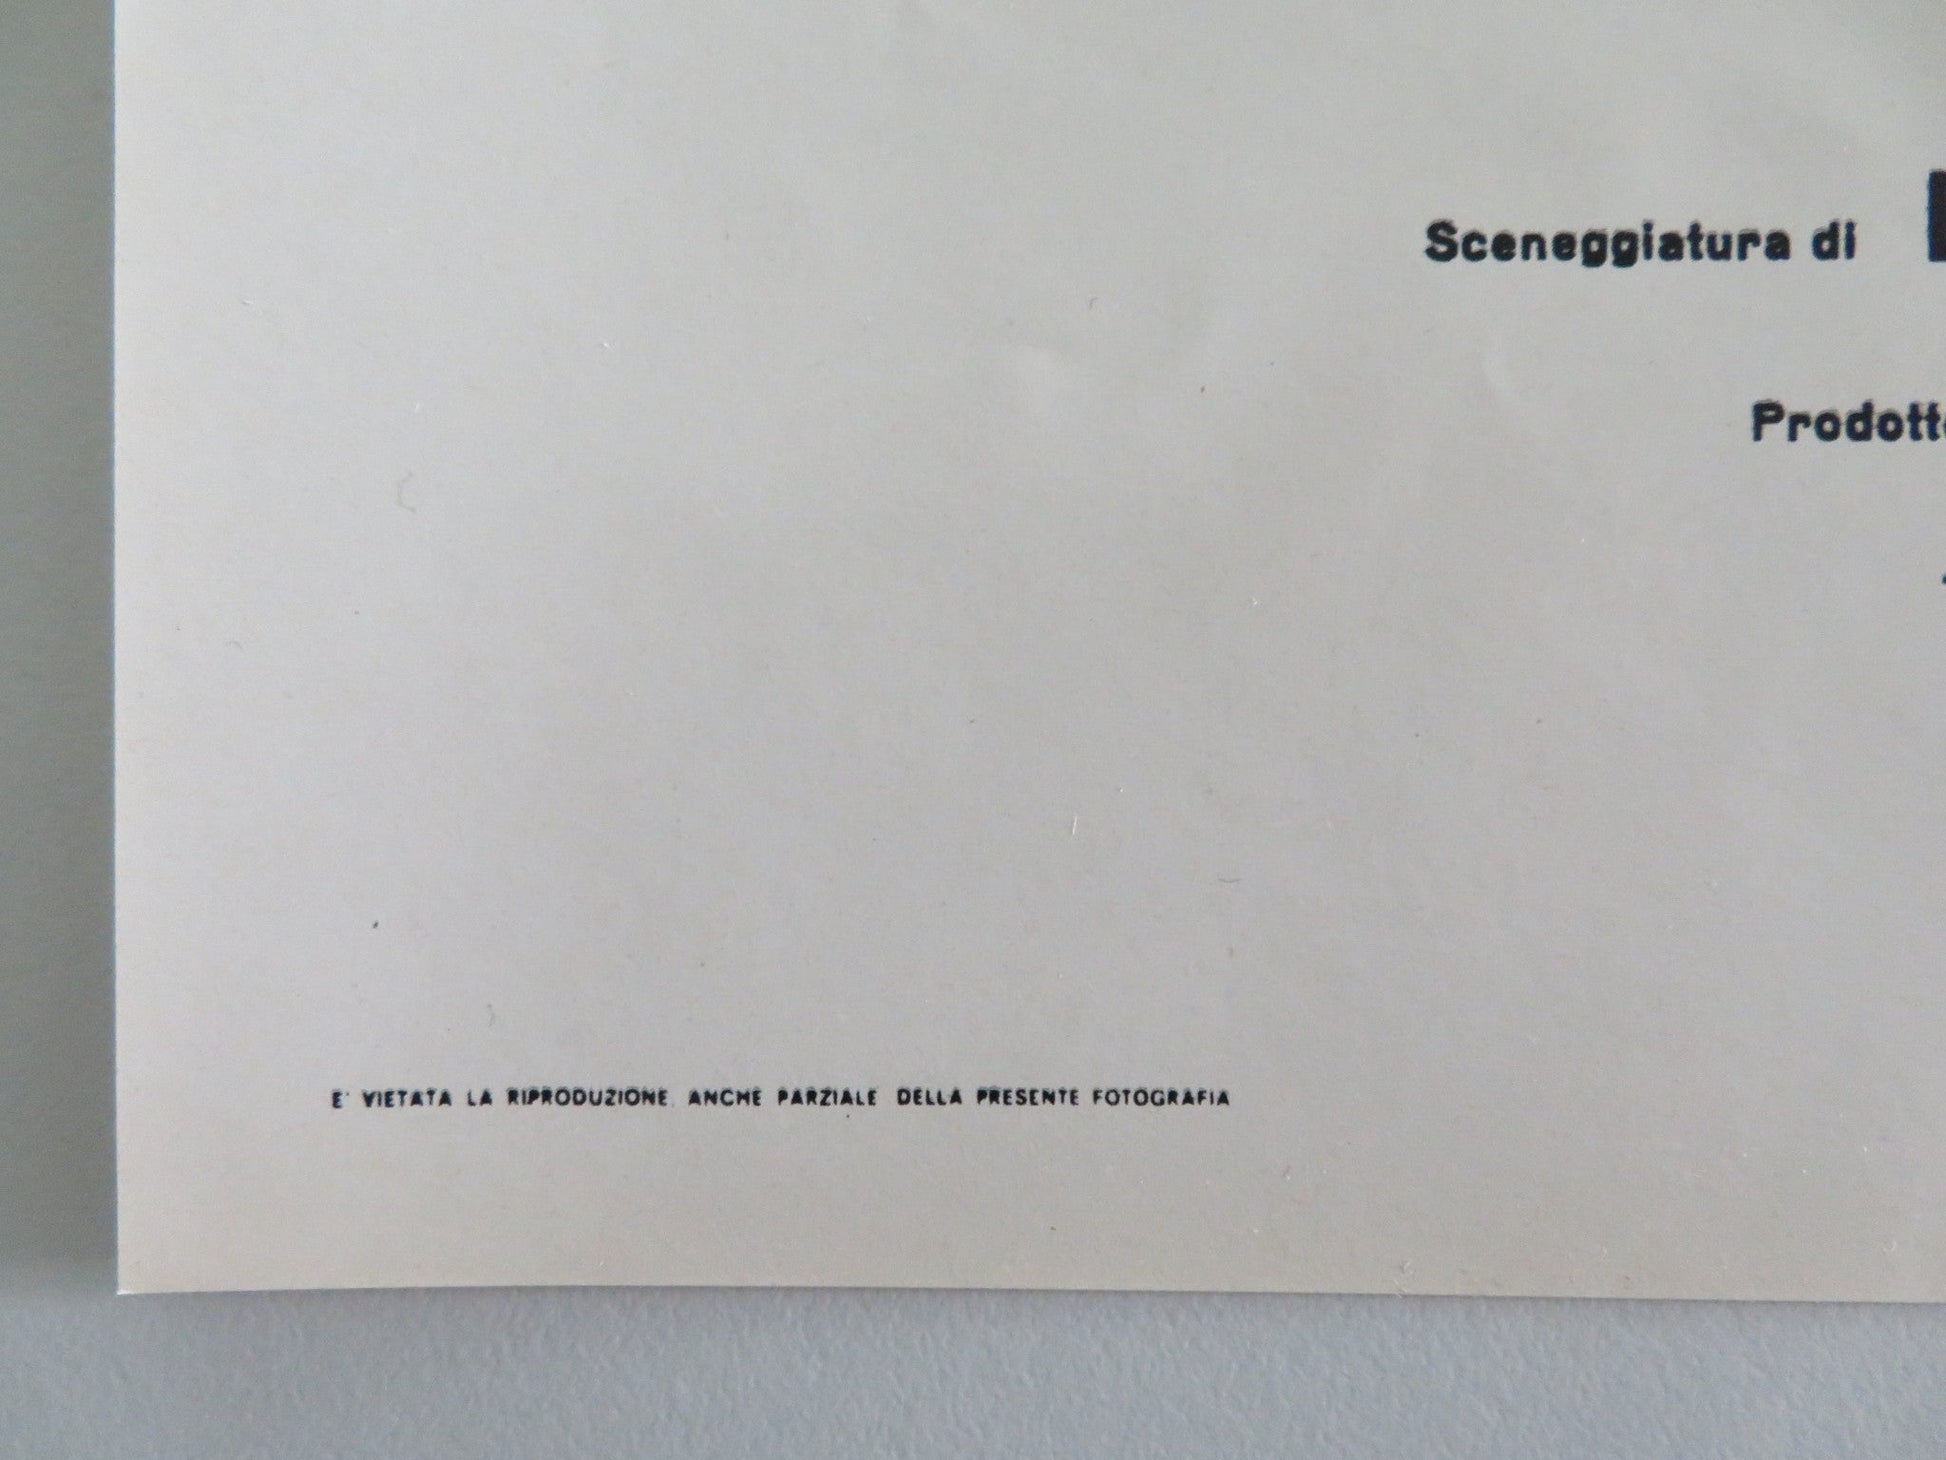 Sceneggiatura di
E' VIETATA LA RIPRODUZIONE, ANCHE PARZIALE DELLA PRESENTE FOTOGRAFIA